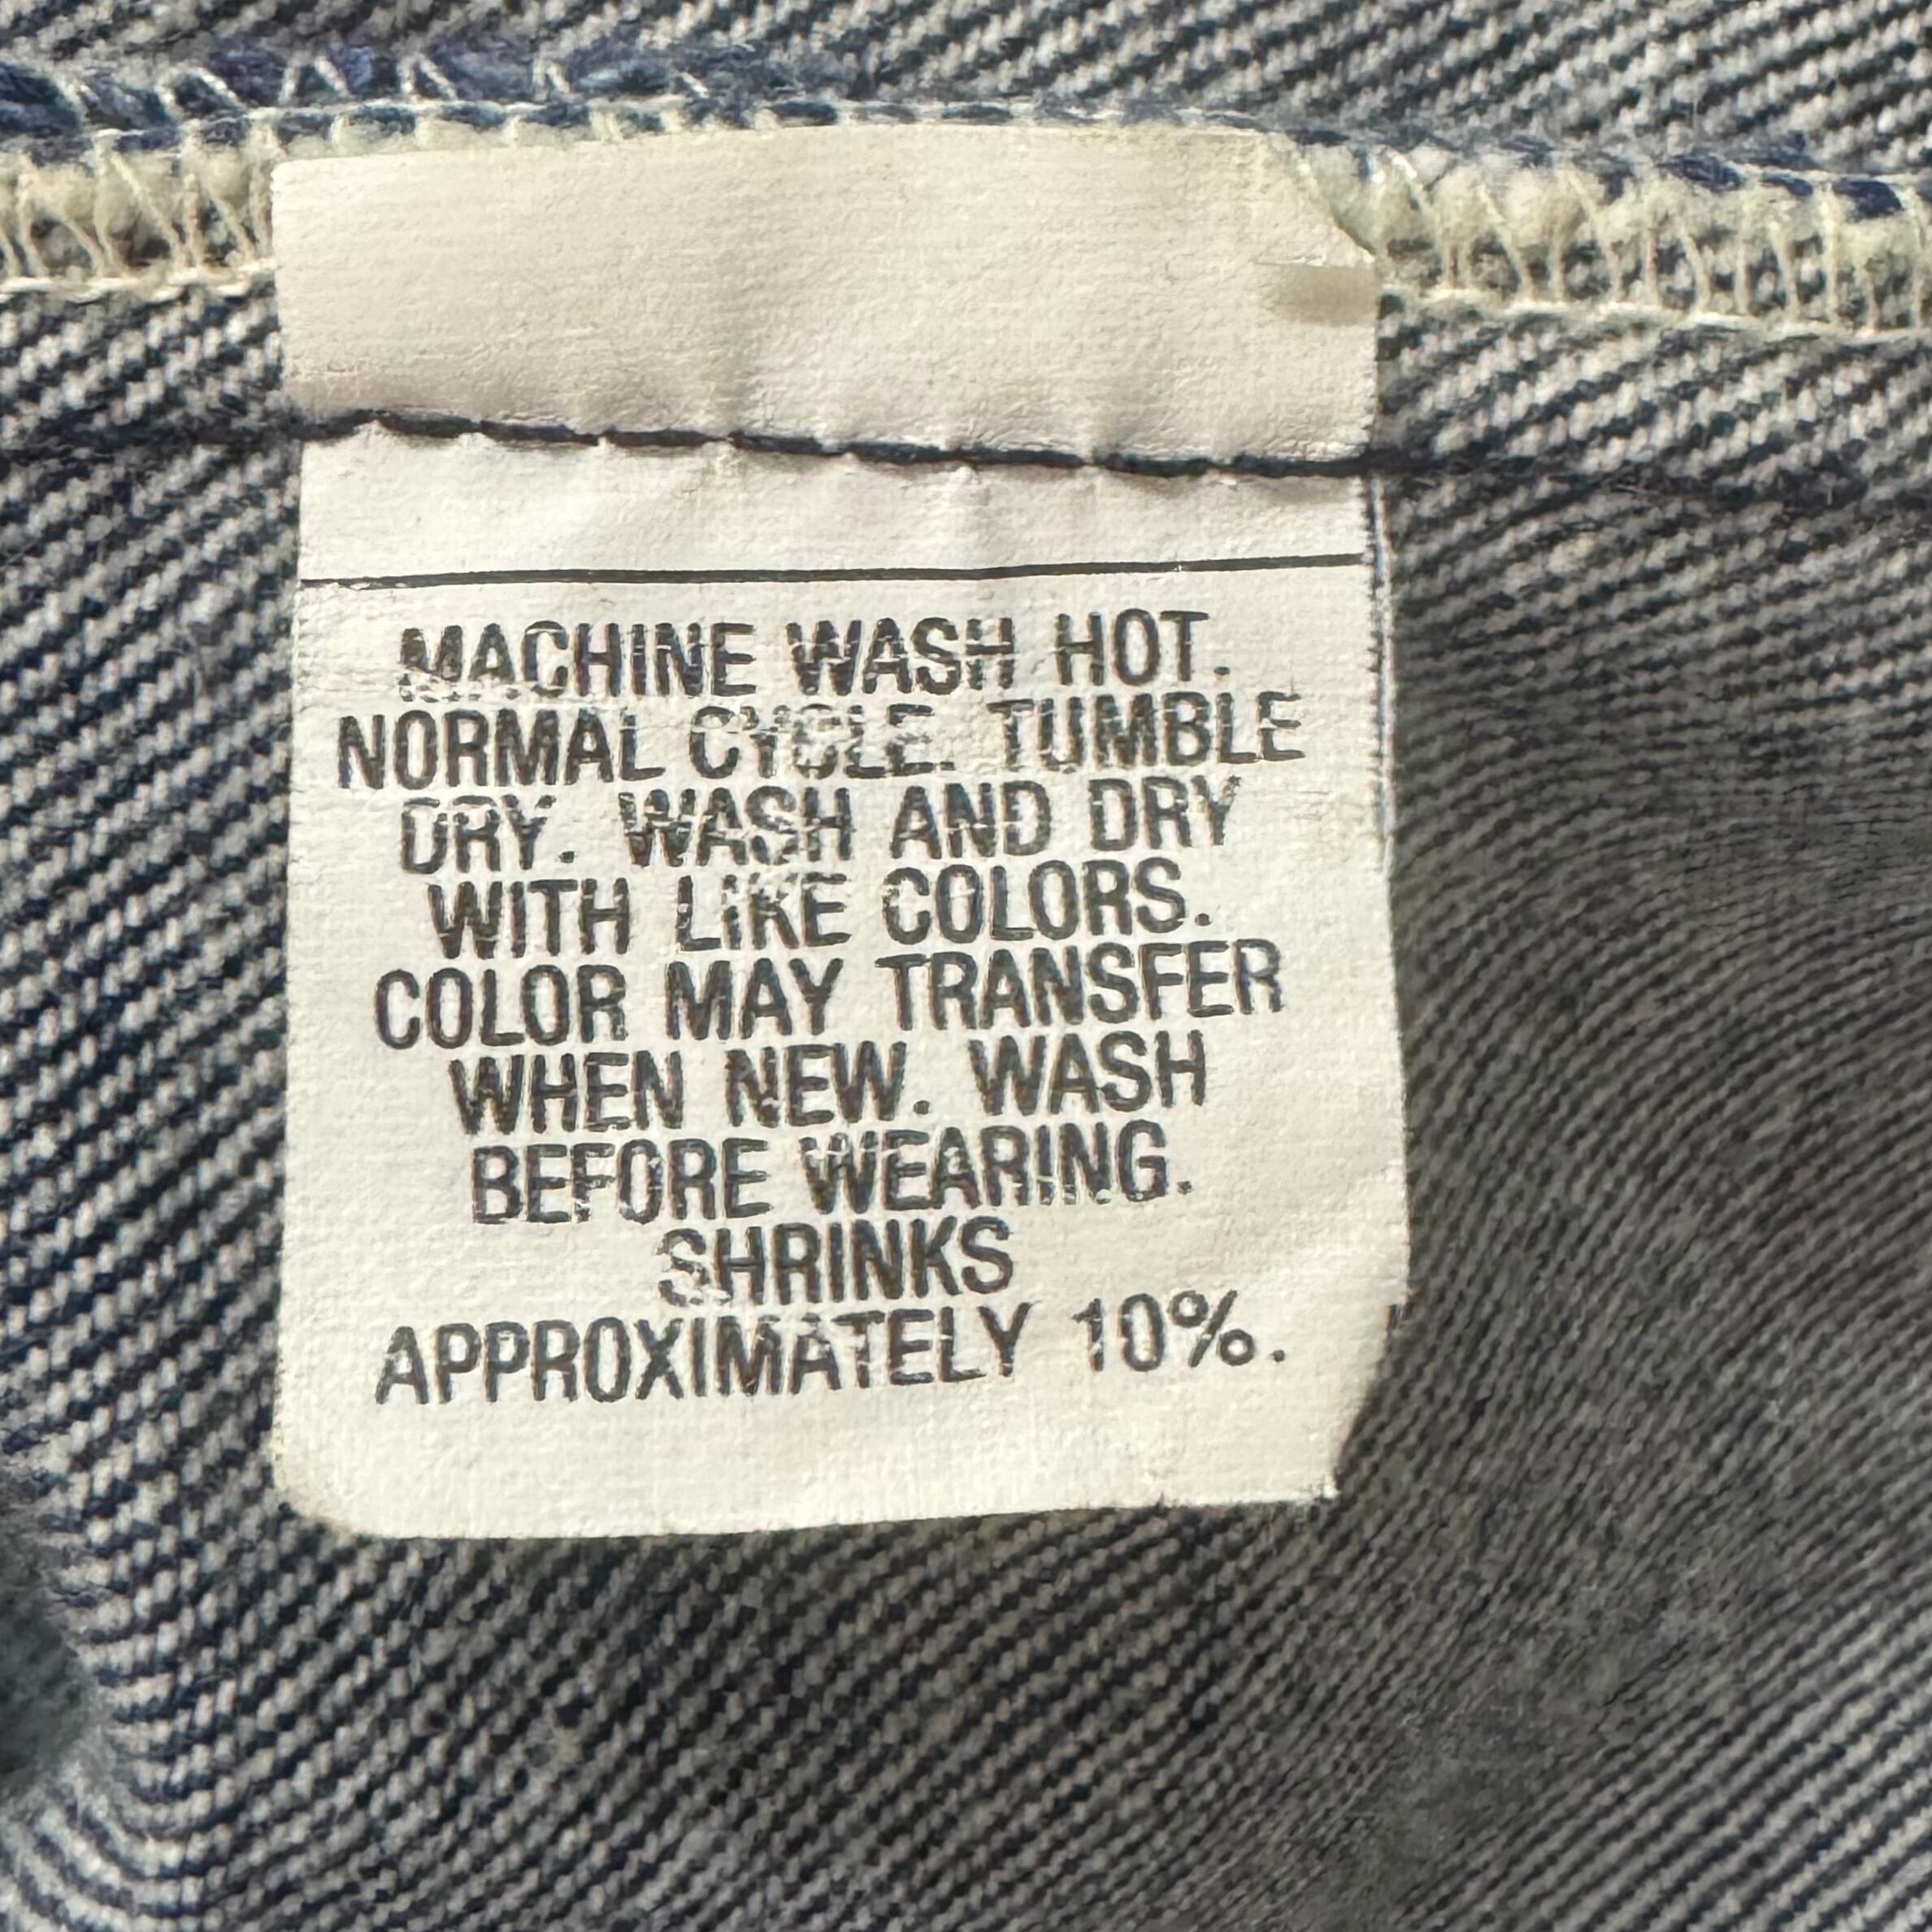 MACHINE WASH HOT.
NORMAL CYCLE. TUMBLE
DRY. WASH AND DRY
WITH LIKE COLORS.
COLOR MAY TRANSFER
WHEN NEW. WASH
BEFORE WEARING.
SHRINKS
APPROXIMATELY 10%.